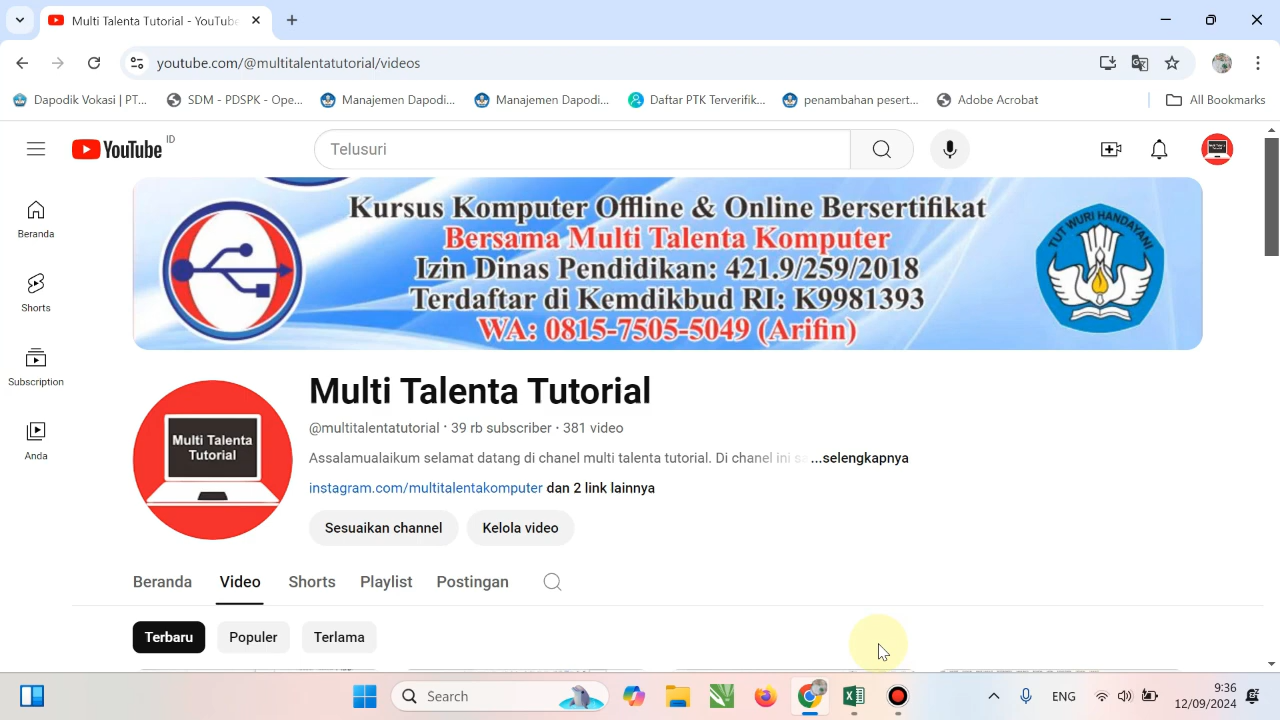 Multi Talenta Tutorial - YouTube
youtube.com/@multitalentatutorial/videos
Dapodik Vokasi | PT...
SDM - PDSPK - Ope...
Manajemen Dapodi...
Manajemen Dapodi...
Daftar PTK Terverifik...
penambahan pesert...
Adobe Acrobat
All Bookmarks
YouTube ID
Telusuri
Kursus Komputer Offline & Online Bersertifikat
Bersama Multi Talenta Komputer
Izin Dinas Pendidikan: 421.9/259/2018
Terdaftar di Kemdikbud RI: K9981393
WA: 0815-7505-5049 (Arifin)
TUT WURI HANDAYANI
Beranda
Shorts
Subscription
Anda
Multi Talenta
Tutorial
Multi Talenta Tutorial
@multitalentatutorial · 39 rb subscriber · 381 video
Assalamualaikum selamat datang di chanel multi talenta tutorial. Di chanel ini ...selengkapnya
instagram.com/multitalentakomputer dan 2 link lainnya
Sesuaikan channel
Kelola video
Beranda
Video
Shorts
Playlist
Postingan
Terbaru
Populer
Terlama
Search
ENG
9:36
12/09/2024